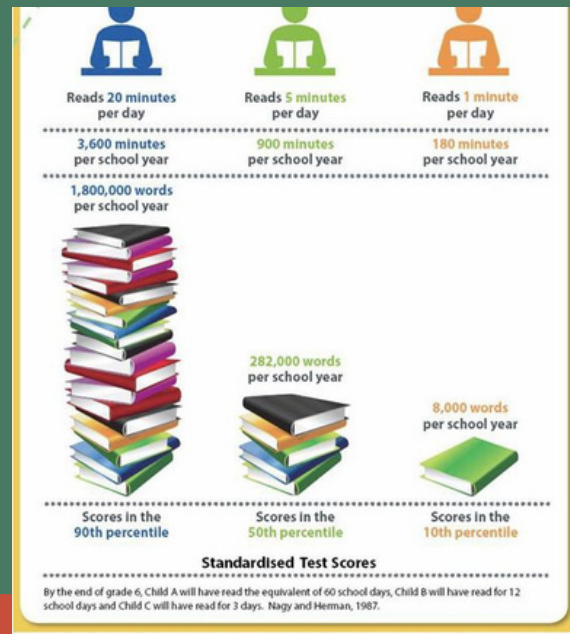 Reads 20 minutes
per day
Reads 5 minutes
per day
Reads 1 minute
per day
3,600 minutes
per school year
900 minutes
per school year
180 minutes
per school year
1,800,000 words
per school year
282,000 words
per school year
8,000 words
per school year
Scores in the
90th percentile
Scores in the
50th percentile
Scores in the
10th percentile
Standardised Test Scores
By the end of grade 6, Child A will have read the equivalent of 60 school days, Child B will have read for 12
school days and Child C will have read for 3 days. Nagy and Herman, 1987.